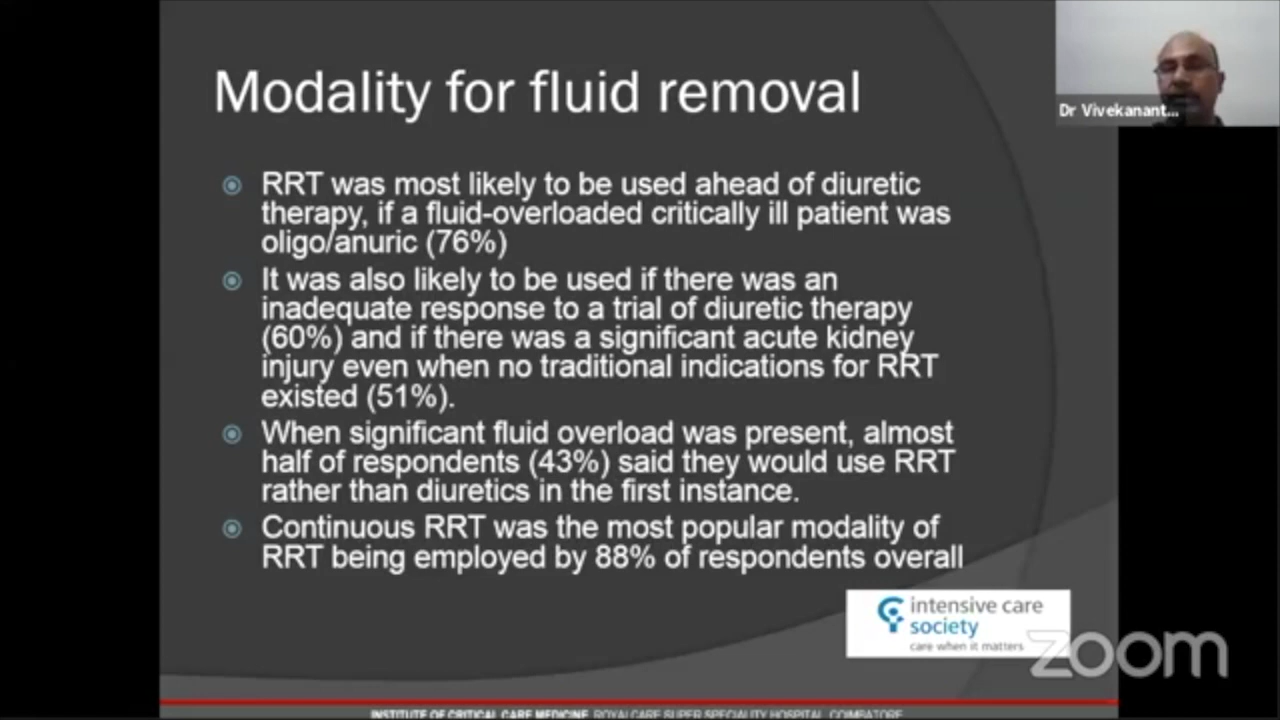 Modality for fluid removal
Dr Vivekanant...
RRT was most likely to be used ahead of diuretic
therapy, if a fluid-overloaded critically ill patient was
oligo/anuric (76%)
It was also likely to be used if there was an
inadequate response to a trial of diuretic therapy
(60%) and if there was a significant acute kidney
injury even when no traditional indications for RRT
existed (51%).
When significant fluid overload was present, almost
half of respondents (43%) said they would use RRT
rather than diuretics in the first instance.
Continuous RRT was the most popular modality of
RRT being employed by 88% of respondents overall
intensive care
society
care when it matters
zoom
INSTITUTE OF CRITICAL CARE MEDICINE, ROYALCARE SUPER SPECIALITY HOSPITAL, COIMBATORE